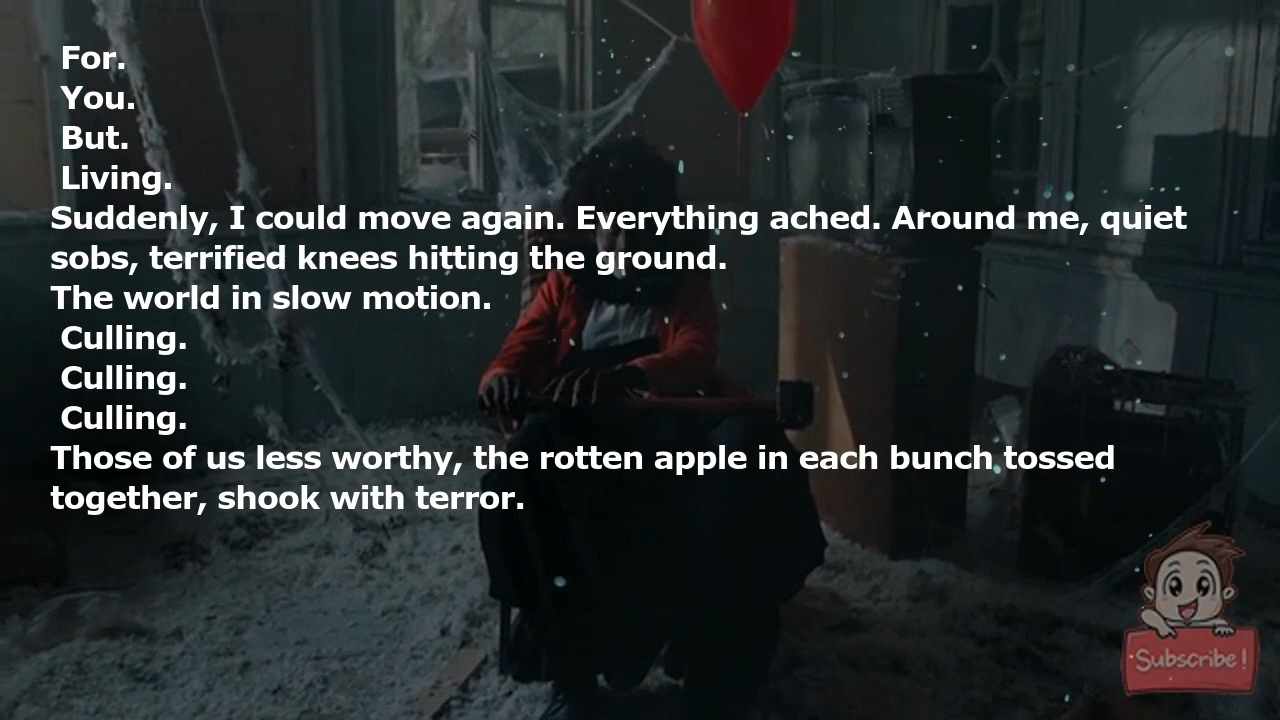 For.
You.
But.
Living.
Suddenly, I could move again. Everything ached. Around me, quiet
sobs, terrified knees hitting the ground.
The world in slow motion.
Culling.
Culling.
Culling.
Those of us less worthy, the rotten apple in each bunch tossed
together, shook with terror.
Subscribe!